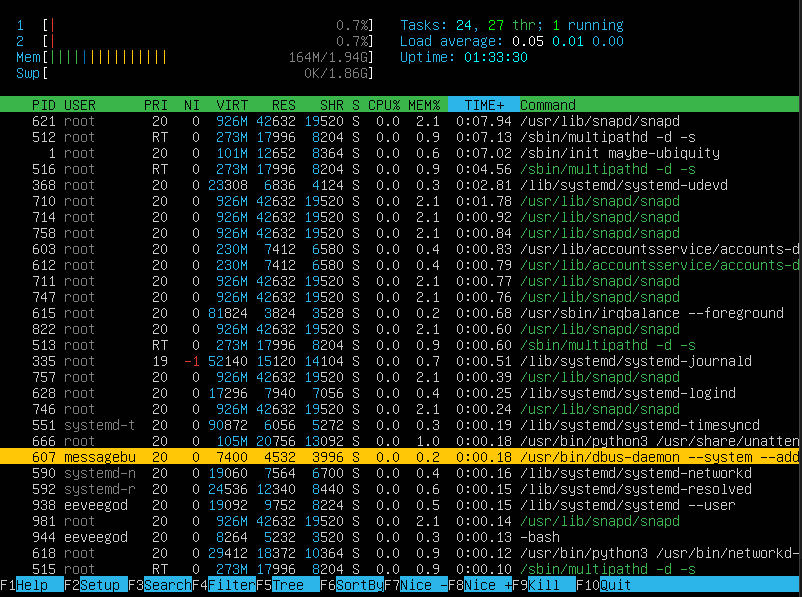 1 [| 0.7%] Tasks: 24, 27 thr; 1 running
2 [| 0.7%] Load average: 0.05 0.01 0.00
Mem[|||||||||||||||| 164M/1.94G] Uptime: 01:33:30
Swp[ 0K/1.86G]
PID USER PRI NI VIRT RES SHR S CPU% MEM% TIME+ Command
621 root 20 0 926M 42632 19520 S 0.0 2.1 0:07.94 /usr/lib/snapd/snapd
512 root RT 0 273M 17996 8204 S 0.0 0.9 0:07.13 /sbin/multipathd -d -s
1 root 20 0 101M 12652 8364 S 0.0 0.6 0:07.02 /sbin/init maybe-ubiquity
516 root RT 0 273M 17996 8204 S 0.0 0.9 0:04.56 /sbin/multipathd -d -s
368 root 20 0 23308 6836 4124 S 0.0 0.3 0:02.81 /lib/systemd/systemd-udevd
710 root 20 0 926M 42632 19520 S 0.0 2.1 0:01.78 /usr/lib/snapd/snapd
714 root 20 0 926M 42632 19520 S 0.0 2.1 0:00.92 /usr/lib/snapd/snapd
758 root 20 0 926M 42632 19520 S 0.0 2.1 0:00.84 /usr/lib/snapd/snapd
603 root 20 0 230M 7412 6580 S 0.0 0.4 0:00.83 /usr/lib/accountsservice/accounts-d
612 root 20 0 230M 7412 6580 S 0.0 0.4 0:00.79 /usr/lib/accountsservice/accounts-d
711 root 20 0 926M 42632 19520 S 0.0 2.1 0:00.77 /usr/lib/snapd/snapd
747 root 20 0 926M 42632 19520 S 0.0 2.1 0:00.76 /usr/lib/snapd/snapd
615 root 20 0 81824 3824 3528 S 0.0 0.2 0:00.68 /usr/sbin/irqbalance --foreground
822 root 20 0 926M 42632 19520 S 0.0 2.1 0:00.60 /usr/lib/snapd/snapd
513 root RT 0 273M 17996 8204 S 0.0 0.9 0:00.60 /sbin/multipathd -d -s
335 root 19 -1 52140 15120 14104 S 0.0 0.7 0:00.51 /lib/systemd/systemd-journald
757 root 20 0 926M 42632 19520 S 0.0 2.1 0:00.39 /usr/lib/snapd/snapd
628 root 20 0 17296 7940 7056 S 0.0 0.4 0:00.25 /lib/systemd/systemd-logind
746 root 20 0 926M 42632 19520 S 0.0 2.1 0:00.24 /usr/lib/snapd/snapd
551 systemd-t 20 0 90872 6056 5272 S 0.0 0.3 0:00.19 /lib/systemd/systemd-timesyncd
666 root 20 0 105M 20756 13092 S 0.0 1.0 0:00.18 /usr/bin/python3 /usr/share/unatten
607 messagebu 20 0 7400 4532 3996 S 0.0 0.2 0:00.18 /usr/bin/dbus-daemon --system --add
590 systemd-n 20 0 19060 7564 6700 S 0.0 0.4 0:00.16 /lib/systemd/systemd-networkd
592 systemd-r 20 0 24536 12340 8440 S 0.0 0.6 0:00.15 /lib/systemd/systemd-resolved
938 eeveegod 20 0 19092 9752 8224 S 0.0 0.5 0:00.15 /lib/systemd/systemd --user
981 root 20 0 926M 42632 19520 S 0.0 2.1 0:00.14 /usr/lib/snapd/snapd
944 eeveegod 20 0 8264 5232 3520 S 0.0 0.3 0:00.13 -bash
618 root 20 0 29412 18372 10364 S 0.0 0.9 0:00.12 /usr/bin/python3 /usr/bin/networkd-
515 root RT 0 273M 17996 8204 S 0.0 0.9 0:00.10 /sbin/multipathd -d -s
F1Help F2Setup F3SearchF4FilterF5Tree F6SortByF7Nice -F8Nice +F9Kill F10Quit